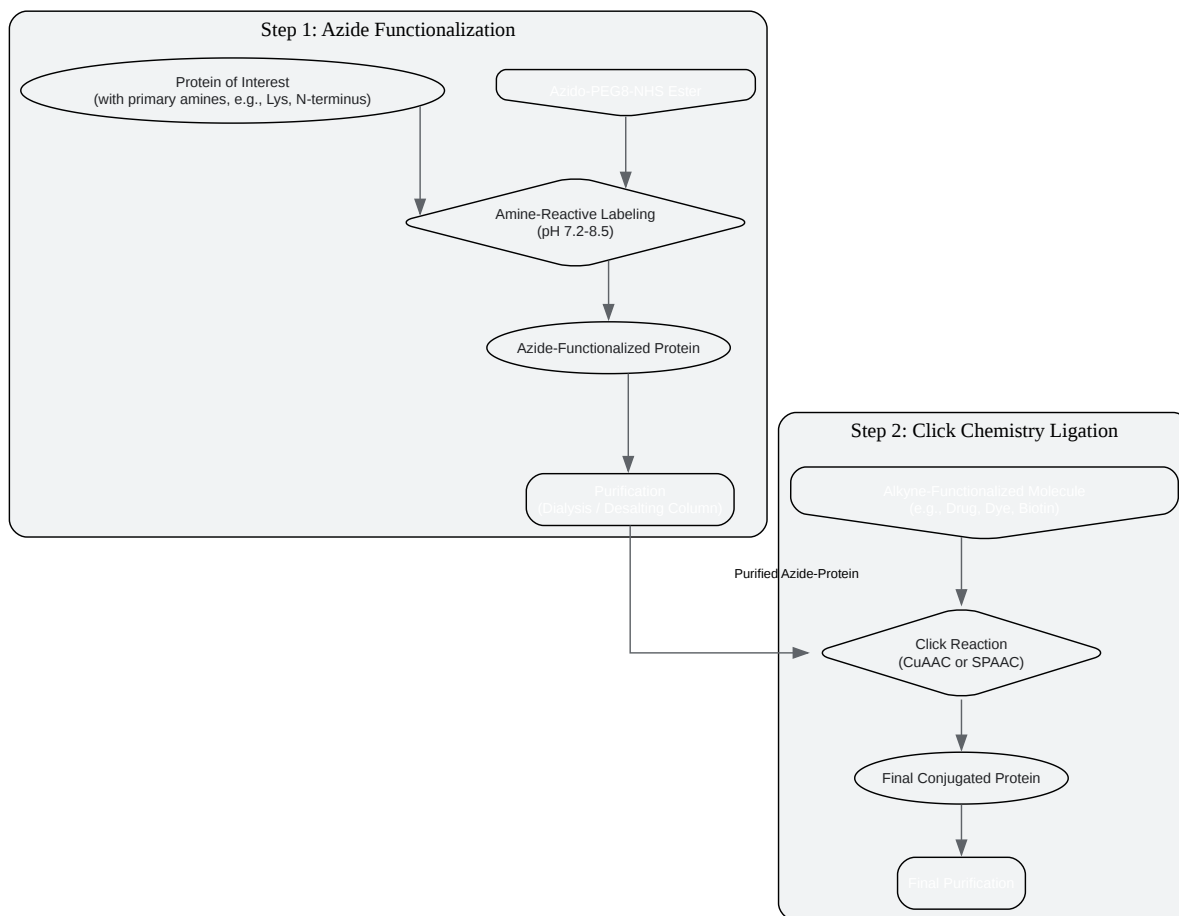 Step 1: Azide Functionalization
Protein of Interest
(with primary amines, e.g., Lys, N-terminus)
Azido-PEG8-NHS Ester
Amine-Reactive Labeling
(pH 7.2-8.5)
Azide-Functionalized Protein
Purification
(Dialysis / Desalting Column)
Purified Azide-Protein
Step 2: Click Chemistry Ligation
Alkyne-Functionalized Molecule
(e.g., Drug, Dye, Biotin)
Click Reaction
(CuAAC or SPAAC)
Final Conjugated Protein
Final Purification